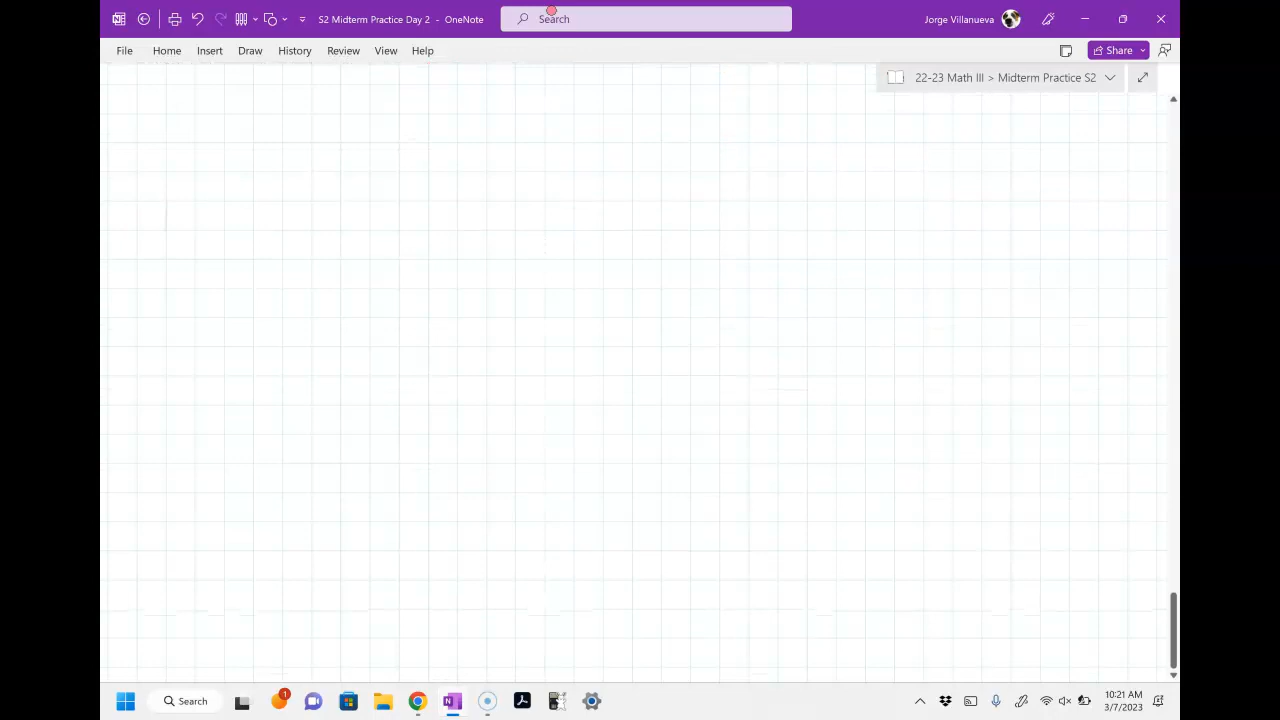 S2 Midterm Practice Day 2 - OneNote
Search
Jorge Villanueva
File Home Insert Draw History Review View Help
Share
22-23 Math III > Midterm Practice S2
1
Search
10:21 AM
3/7/2023